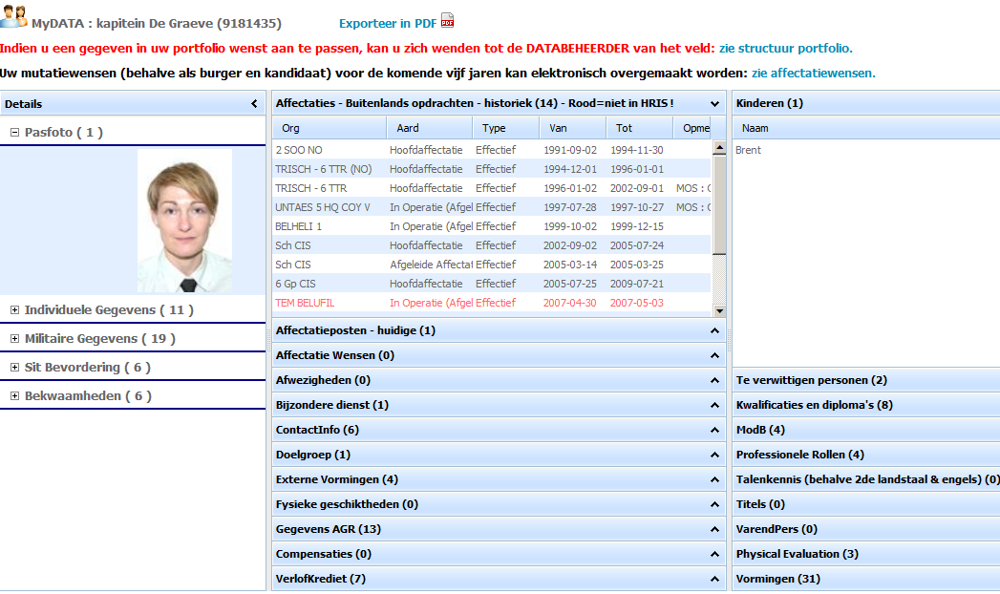 MyDATA : kapitein De Graeve (9181435) Exporteer in PDF
Indien u een gegeven in uw portfolio wenst aan te passen, kan u zich wenden tot de DATABEHEERDER van het veld: zie structuur portfolio.
Uw mutatiewensen (behalve als burger en kandidaat) voor de komende vijf jaren kan elektronisch overgemaakt worden: zie affectatiewensen.
Details
Pasfoto ( 1 )
Individuele Gegevens ( 11 )
Militaire Gegevens ( 19 )
Sit Bevordering ( 6 )
Bekwaamheden ( 6 )
Affectaties - Buitenlands opdrachten - historiek (14) - Rood=niet in HRIS !
Org Aard Type Van Tot Opme
2 SOO NO Hoofdaffectatie Effectief 1991-09-02 1994-11-30
TRISCH - 6 TTR (NO) Hoofdaffectatie Effectief 1994-12-01 1996-01-01
TRISCH - 6 TTR Hoofdaffectatie Effectief 1996-01-02 2002-09-01 MOS :
UNTAES 5 HQ COY V In Operatie (Afgel Effectief 1997-07-28 1997-10-27 MOS :
BELHELI 1 In Operatie (Afgel Effectief 1999-10-02 1999-12-15
Sch CIS Hoofdaffectatie Effectief 2002-09-02 2005-07-24
Sch CIS Afgeleide Affectat Effectief 2005-03-14 2005-03-25
6 Gp CIS Hoofdaffectatie Effectief 2005-07-25 2009-07-21
TEM BELUFIL In Operatie (Afgel Effectief 2007-04-30 2007-05-03
Affectatieposten - huidige (1)
Affectatie Wensen (0)
Afwezigheden (0)
Bijzondere dienst (1)
ContactInfo (6)
Doelgroep (1)
Externe Vormingen (4)
Fysieke geschiktheden (0)
Gegevens AGR (13)
Compensaties (0)
VerlofKrediet (7)
Kinderen (1)
Naam
Brent
Te verwittigen personen (2)
Kwalificaties en diploma's (8)
ModB (4)
Professionele Rollen (4)
Talenkennis (behalve 2de landstaal & engels) (0)
Titels (0)
VarendPers (0)
Physical Evaluation (3)
Vormingen (31)